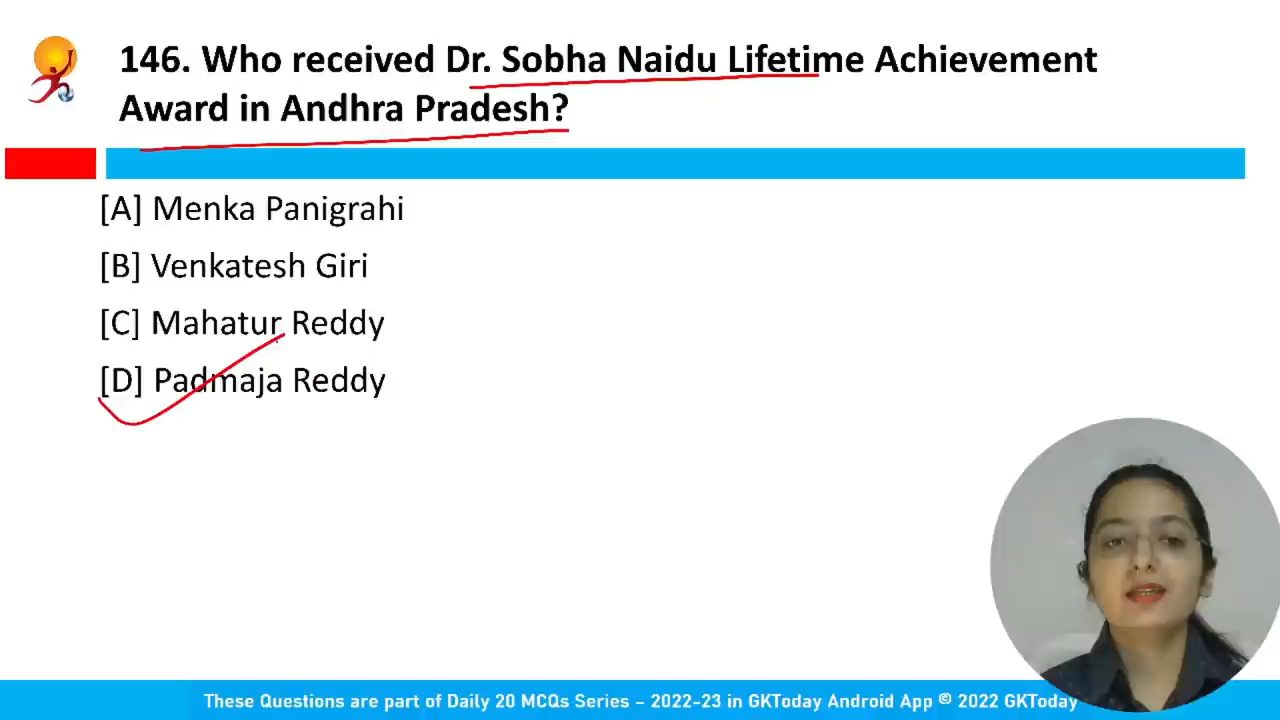 146. Who received Dr. Sobha Naidu Lifetime Achievement
Award in Andhra Pradesh?
[A] Menka Panigrahi
[B] Venkatesh Giri
[C] Mahatur Reddy
[D] Padmaja Reddy
These Questions are part of Daily 20 MCQs Series – 2022-23 in GKToday Android App © 2022 GKToday